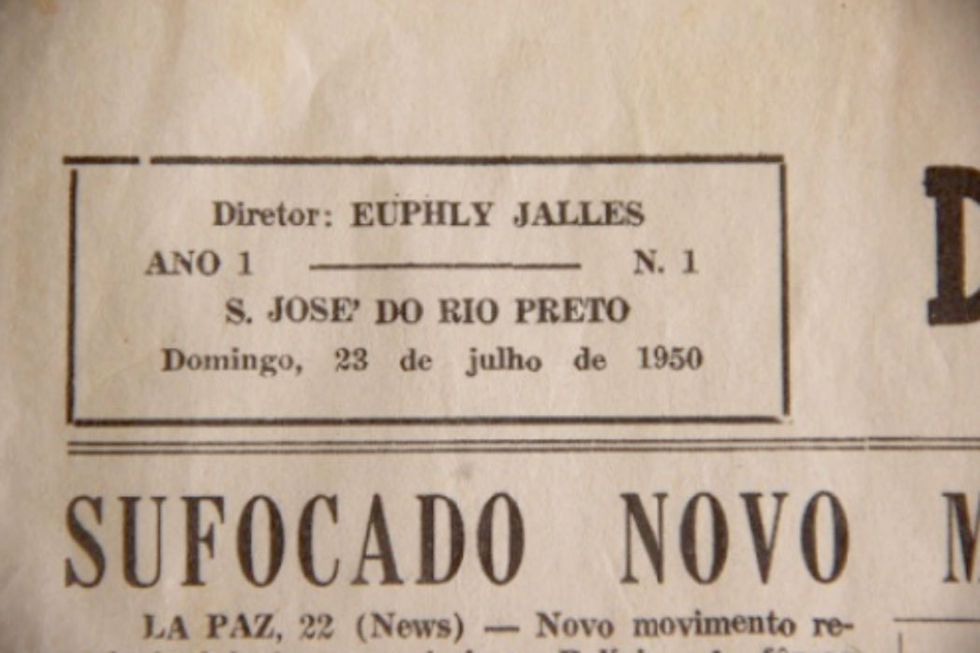 Diretor: EUPHLY JALLES
ANO 1 N. 1
S. JOSE' DO RIO PRETO
Domingo, 23 de julho de 1950
D
SUFOCADO NOVO M
LA PAZ, 22 (News) — Novo movimento re-